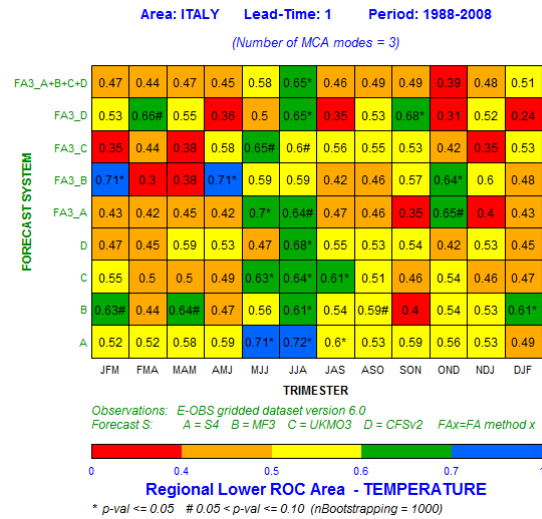 Area: ITALY Lead-Time: 1 Period: 1988-2008
(Number of MCA modes = 3)
FORECAST SYSTEM
FA3_A+B+C+D 0.47 0.44 0.47 0.45 0.58 0.65* 0.46 0.49 0.49 0.39 0.48 0.51
FA3_D 0.53 0.66# 0.55 0.36 0.5 0.65* 0.35 0.53 0.68* 0.31 0.52 0.24
FA3_C 0.35 0.44 0.38 0.58 0.65# 0.6# 0.56 0.55 0.53 0.42 0.35 0.53
FA3_B 0.71* 0.3 0.38 0.71* 0.59 0.59 0.42 0.46 0.57 0.64* 0.6 0.48
FA3_A 0.43 0.42 0.45 0.42 0.7* 0.64# 0.47 0.46 0.35 0.65# 0.4 0.43
D 0.47 0.45 0.59 0.53 0.47 0.68* 0.55 0.53 0.54 0.42 0.53 0.45
C 0.55 0.5 0.5 0.49 0.63* 0.64* 0.61* 0.51 0.46 0.54 0.46 0.47
B 0.63# 0.44 0.64# 0.47 0.56 0.61* 0.54 0.59# 0.4 0.54 0.53 0.61*
A 0.52 0.52 0.58 0.59 0.71* 0.72* 0.6* 0.53 0.59 0.56 0.53 0.49
JFM FMA MAM AMJ MJJ JJA JAS ASO SON OND NDJ DJF
TRIMESTER
Observations: E-OBS gridded dataset version 6.0
Forecast S: A = S4 B = MF3 C = UKMO3 D = CFSv2 FAx=FA method x
0 0.4 0.5 0.6 0.7 1
Regional Lower ROC Area - TEMPERATURE
* p-val <= 0.05 # 0.05 < p-val <= 0.10 (nBootstrapping = 1000)